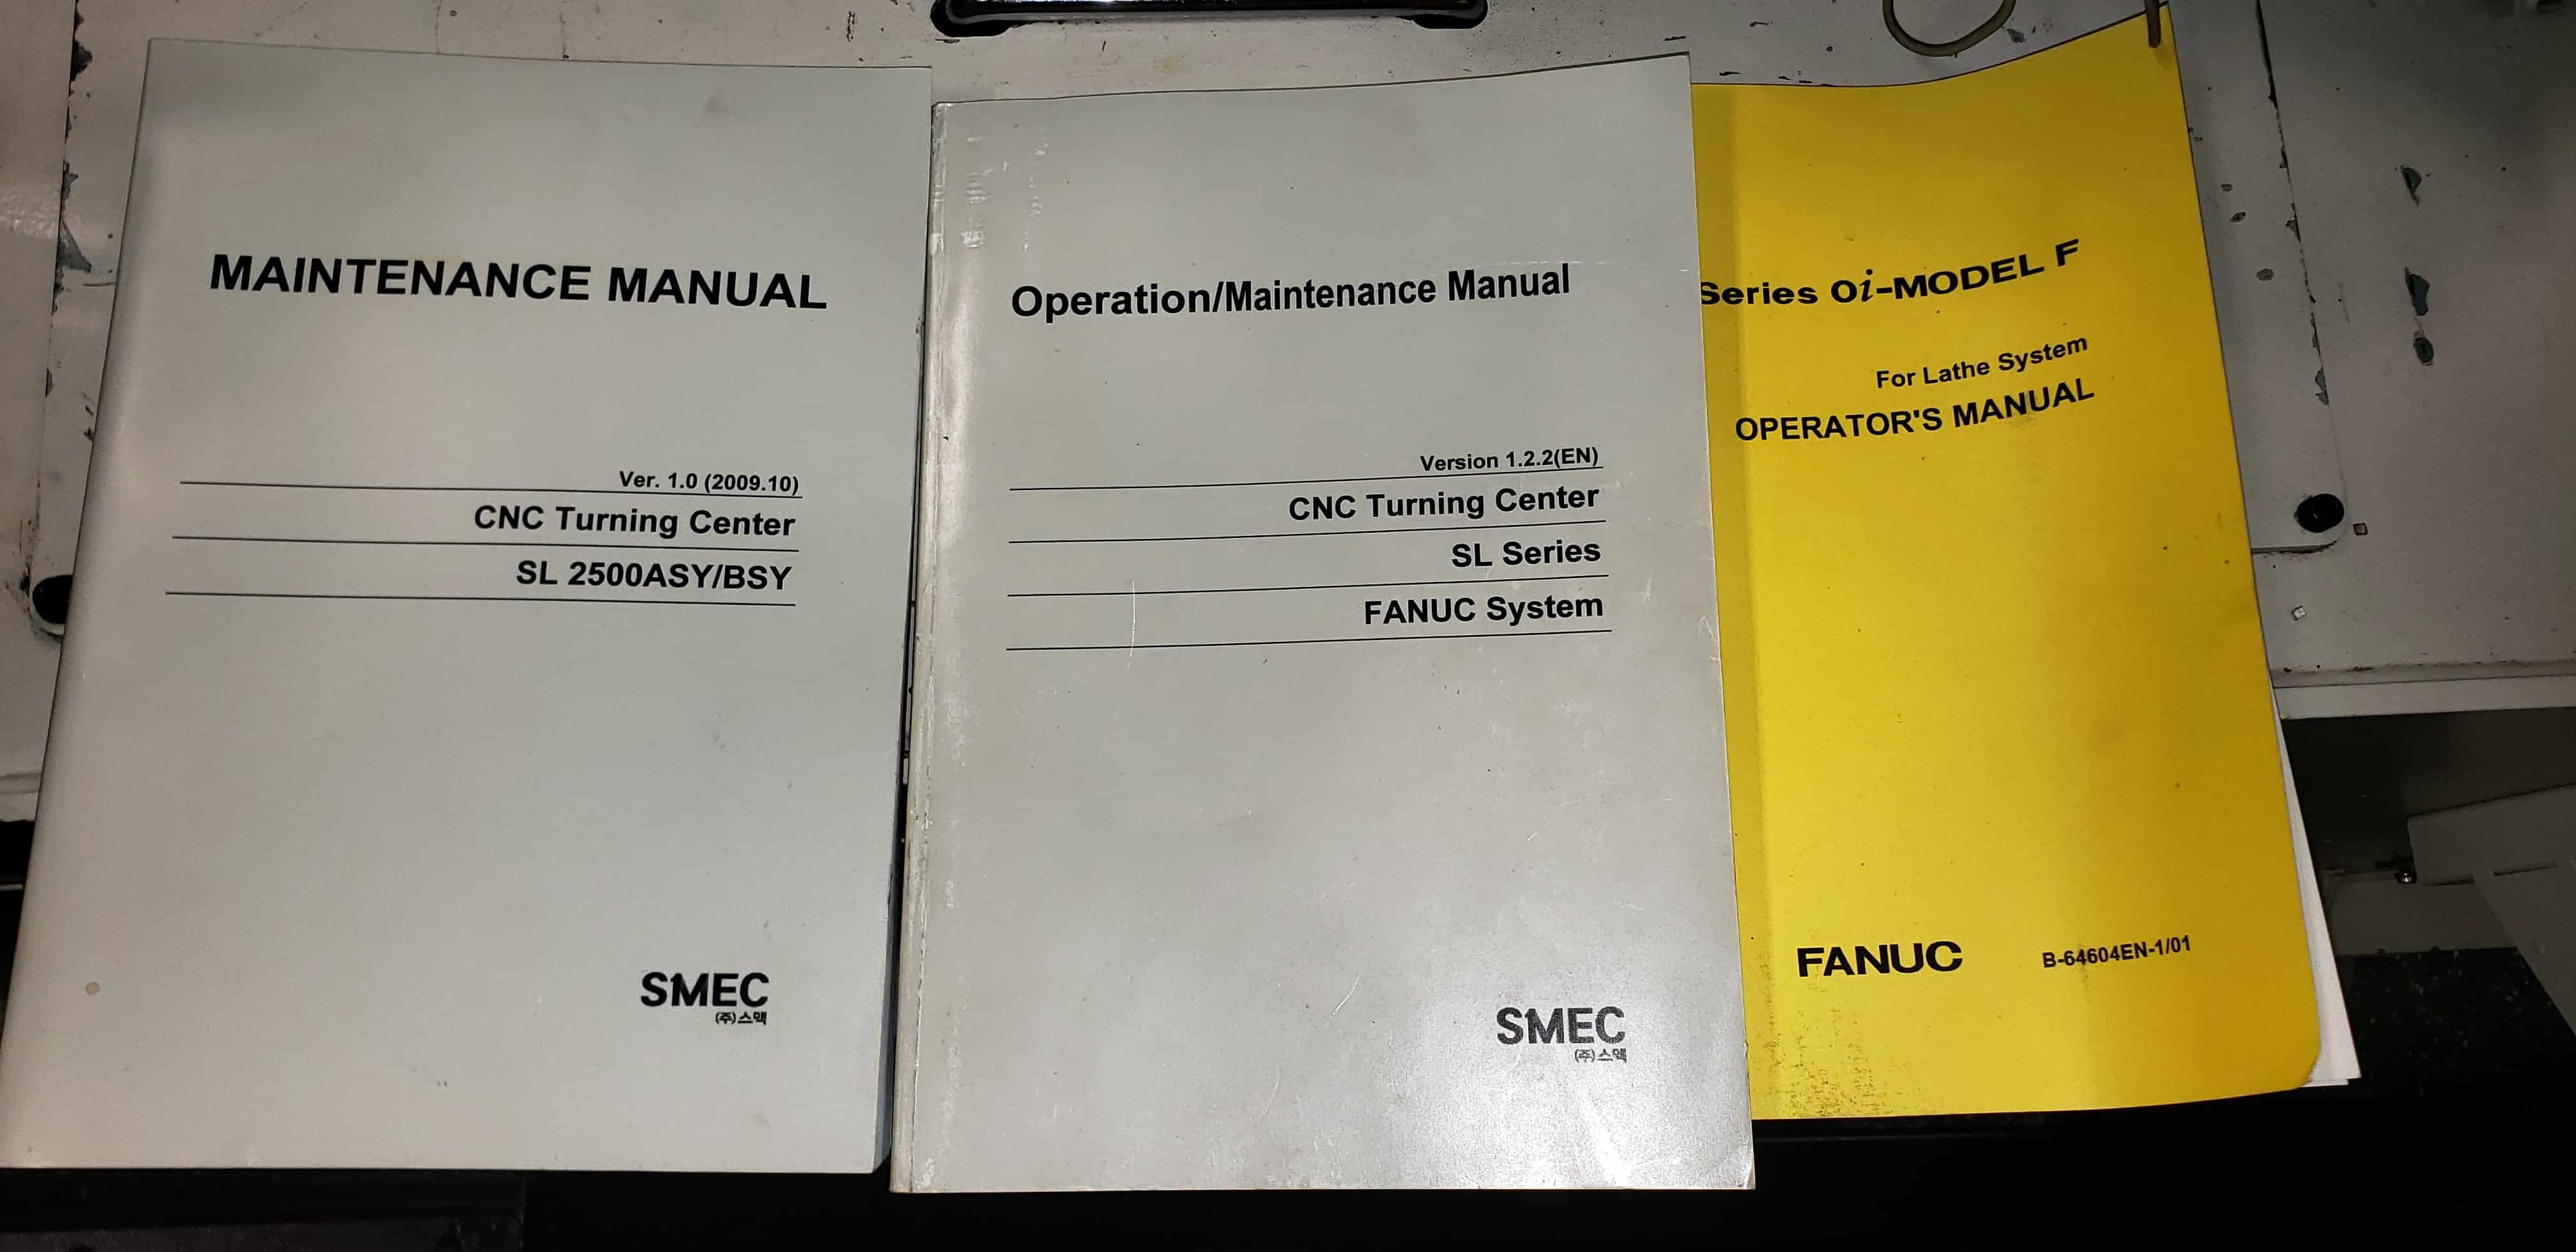 MAINTENANCE MANUAL
Ver. 1.0 (2009.10)
CNC Turning Center
SL 2500ASY/BSY
SMEC
(주)스맥
Operation/Maintenance Manual
Version 1.2.2(EN)
CNC Turning Center
SL Series
FANUC System
SMEC
(주)스맥
Series 0i-MODEL F
For Lathe System
OPERATOR'S MANUAL
FANUC
B-64604EN-1/01